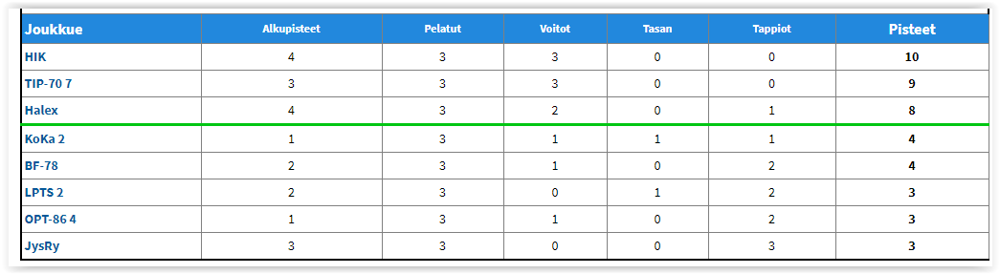 Joukkue Alkupisteet Pelatut Voitot Tasan Tappiot Pisteet
HIK 4 3 3 0 0 10
TIP-70 7 3 3 3 0 0 9
Halex 4 3 2 0 1 8
KoKa 2 1 3 1 1 1 4
BF-78 2 3 1 0 2 4
LPTS 2 2 3 0 1 2 3
OPT-86 4 1 3 1 0 2 3
JysRy 3 3 0 0 3 3